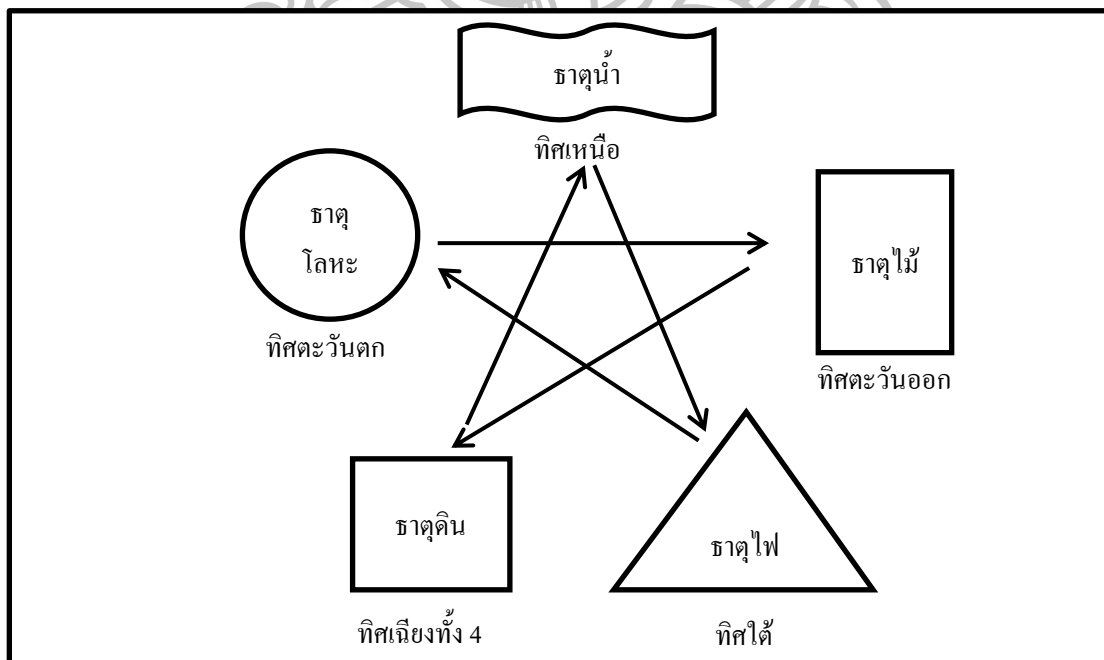 ธาตุน้ำ
ทิศเหนือ
ธาตุ
โลหะ
ทิศตะวันตก
ธาตุไม้
ทิศตะวันออก
ธาตุดิน
ทิศเฉียงทั้ง 4
ธาตุไฟ
ทิศใต้